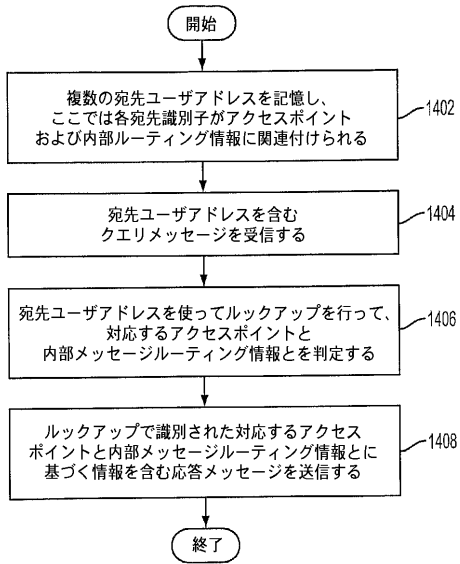 開始
複数の宛先ユーザアドレスを記憶し、
ここでは各宛先識別子がアクセスポイント
および内部ルーティング情報に関連付けられる
1402
宛先ユーザアドレスを含む
クエリメッセージを受信する
1404
宛先ユーザアドレスを使ってルックアップを行って、
対応するアクセスポイントと
内部メッセージルーティング情報とを判定する
1406
ルックアップで識別された対応するアクセス
ポイントと内部メッセージルーティング情報とに
基づく情報を含む応答メッセージを送信する
1408
終了